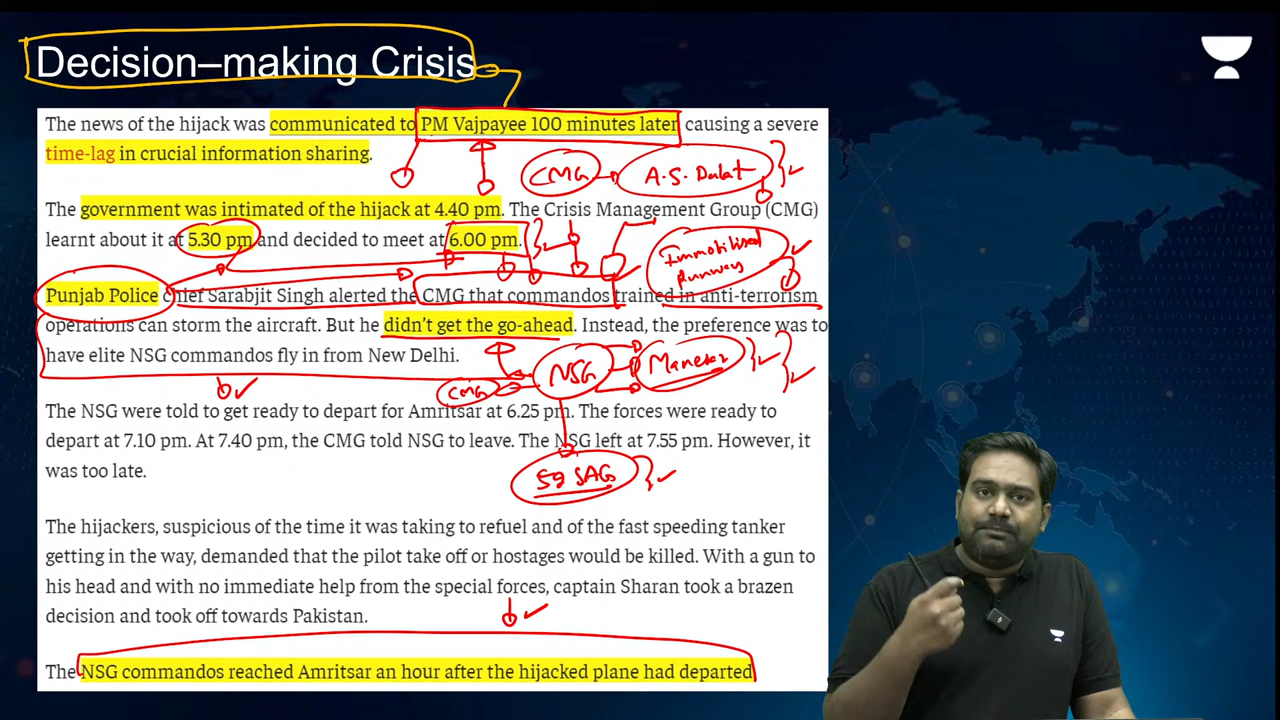 Decision–making Crisis
The news of the hijack was communicated to PM Vajpayee 100 minutes later, causing a severe
time-lag in crucial information sharing.
CMG A.S. Dulat
The government was intimated of the hijack at 4.40 pm. The Crisis Management Group (CMG)
learnt about it at 5.30 pm and decided to meet at 6.00 pm.
Immobilised
Runway
Punjab Police chief Sarabjit Singh alerted the CMG that commandos trained in anti-terrorism
operations can storm the aircraft. But he didn't get the go-ahead. Instead, the preference was to
have elite NSG commandos fly in from New Delhi.
CMG NSG Manesar
The NSG were told to get ready to depart for Amritsar at 6.25 pm. The forces were ready to
depart at 7.10 pm. At 7.40 pm, the CMG told NSG to leave. The NSG left at 7.55 pm. However, it
was too late.
52 SAG
The hijackers, suspicious of the time it was taking to refuel and of the fast speeding tanker
getting in the way, demanded that the pilot take off or hostages would be killed. With a gun to
his head and with no immediate help from the special forces, captain Sharan took a brazen
decision and took off towards Pakistan.
The NSG commandos reached Amritsar an hour after the hijacked plane had departed